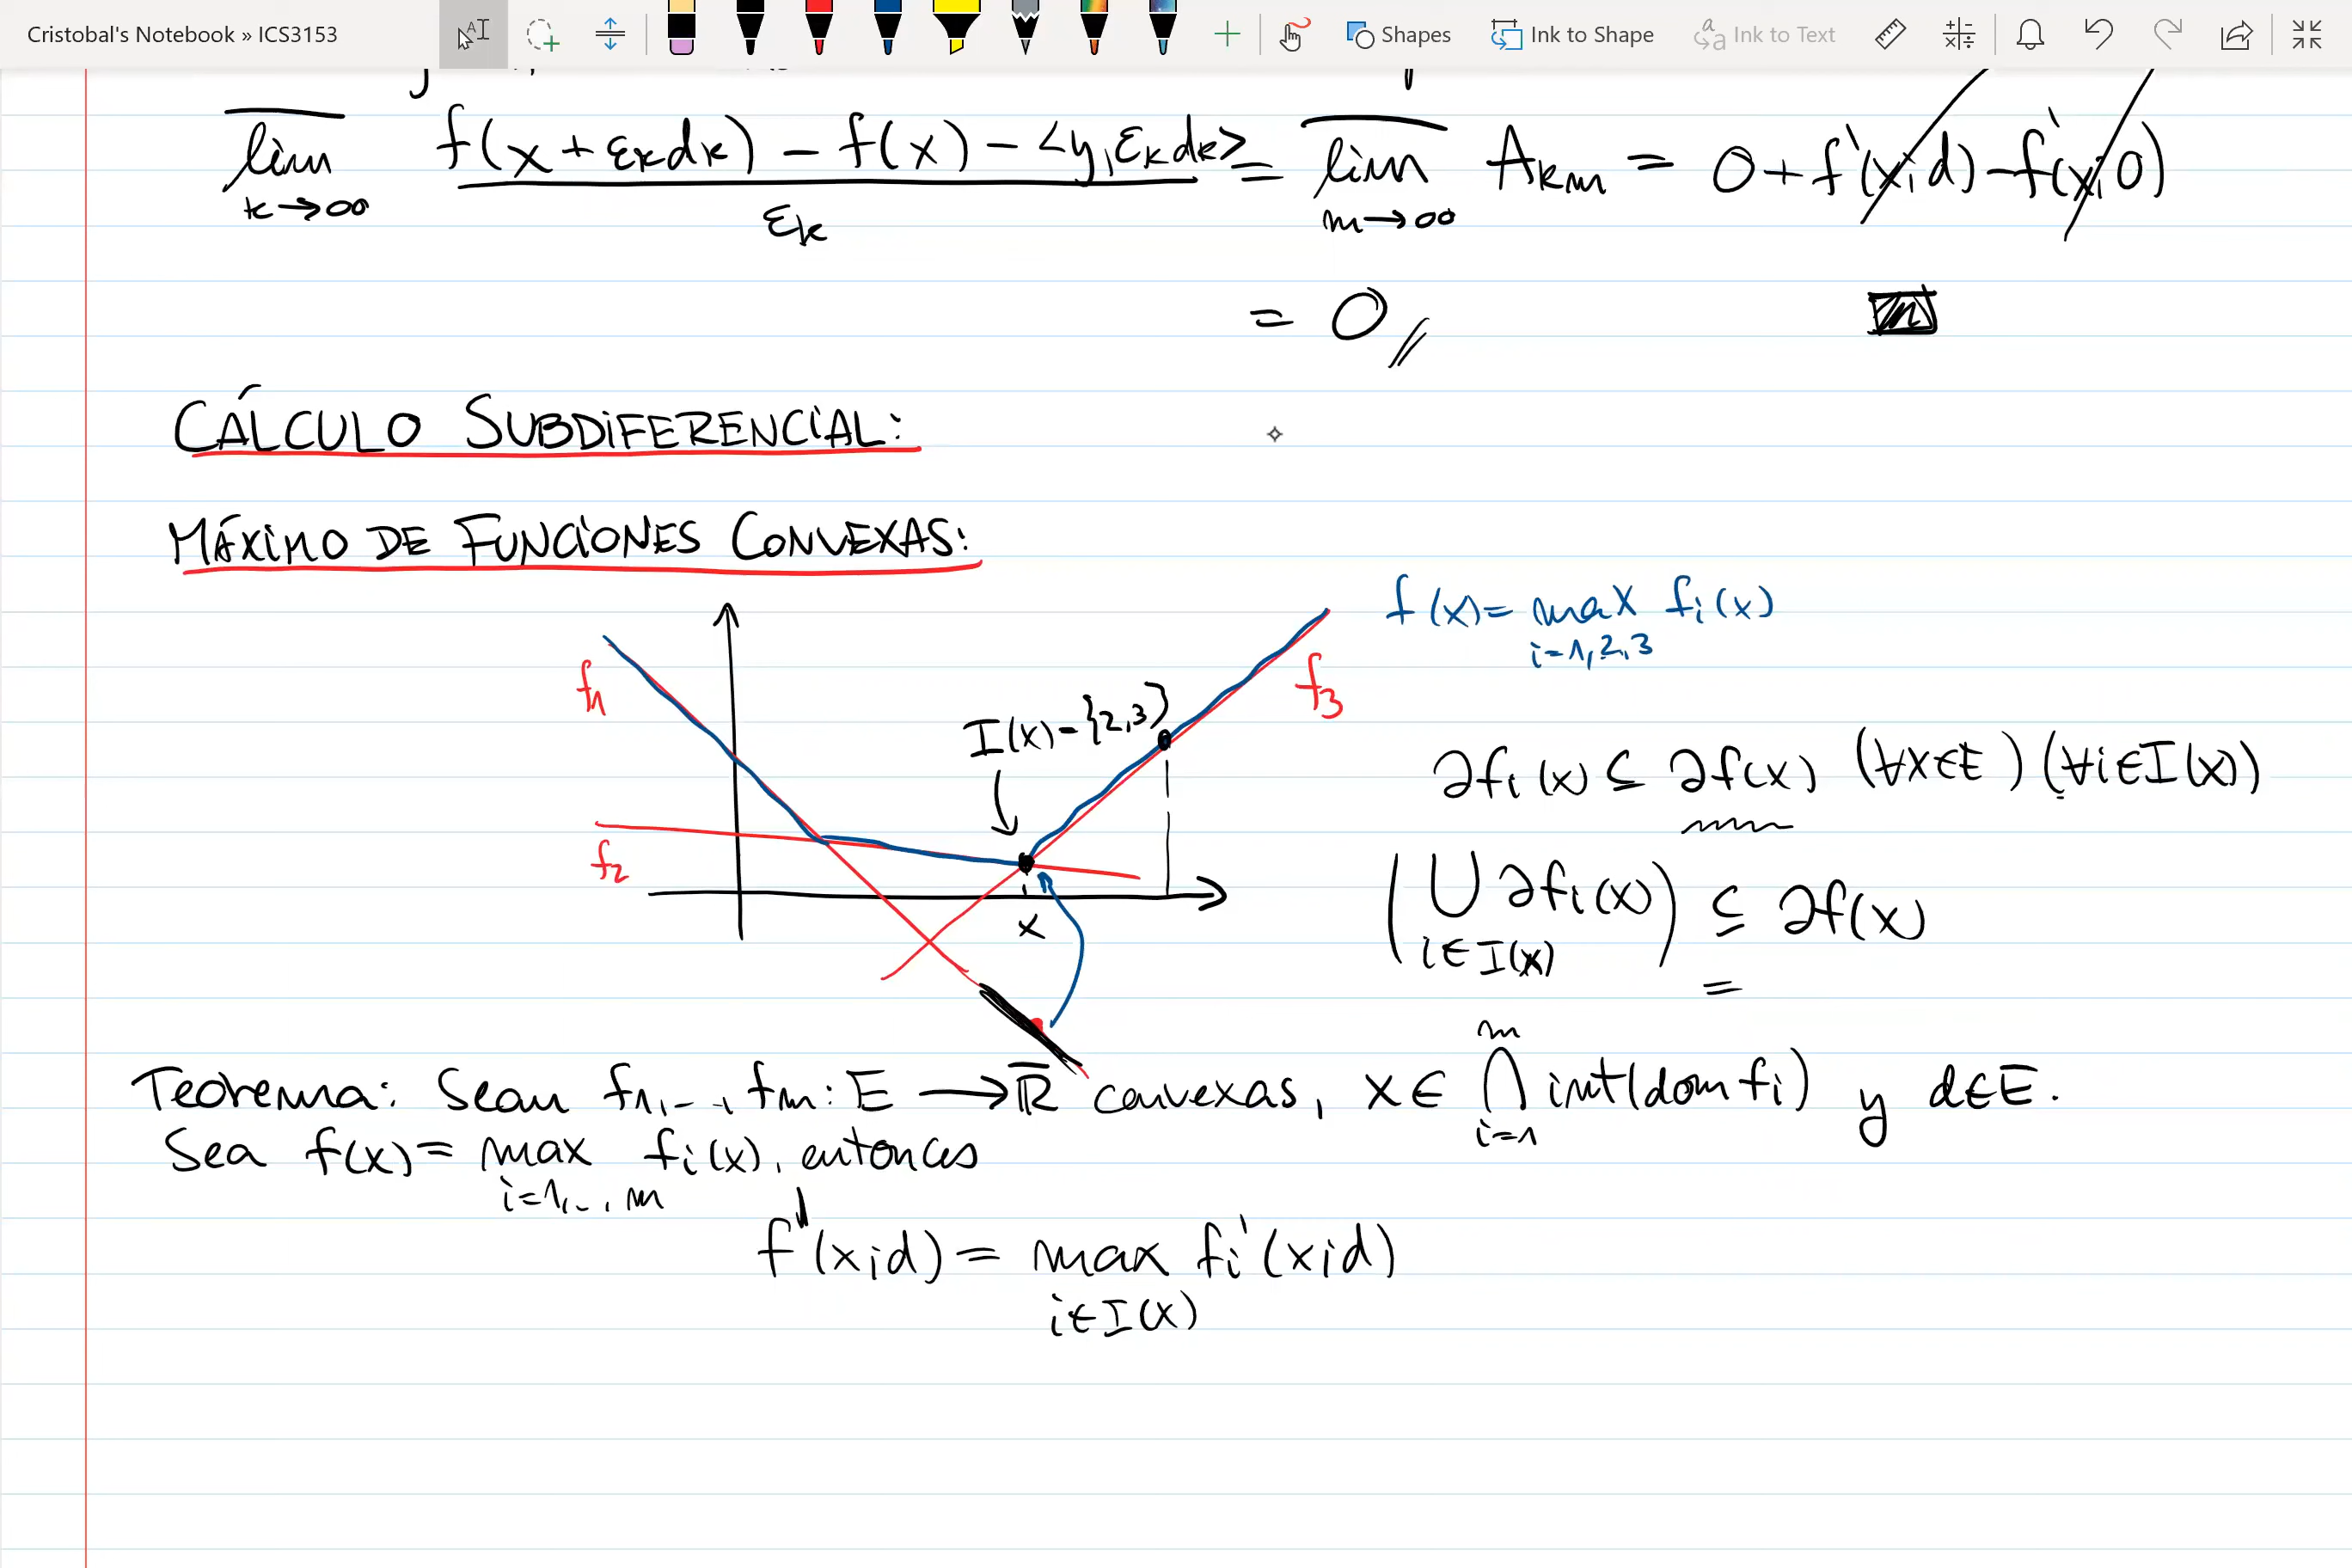 Cristobal's Notebook » ICS3153
Shapes
Ink to Shape
Ink to Text
lim k→∞ f(x+εkdk) − f(x) − <y, εkdk> / εk = lim m→∞ Akm = 0 + f'(x;d) − f'(x;0)
= 0
CÁLCULO SUBDIFERENCIAL:
MÁXIMO DE FUNCIONES CONVEXAS:
f(x) = max fi(x)
i=1,2,3
f1
f3
I(x)={2,3}
f2
x
∂fi(x) ⊆ ∂f(x) (∀x∈E) (∀i∈I(x))
(∪ ∂fi(x)) ⊆ ∂f(x)
i∈I(x)
Teorema: Sean f1,..,fm: E → R̅ convexas, x ∈ ⋂ i=1 m int(dom fi) y d∈E.
Sea f(x) = max fi(x), entonces
i=1,..,m
f'(x;d) = max fi'(x;d)
i∈I(x)